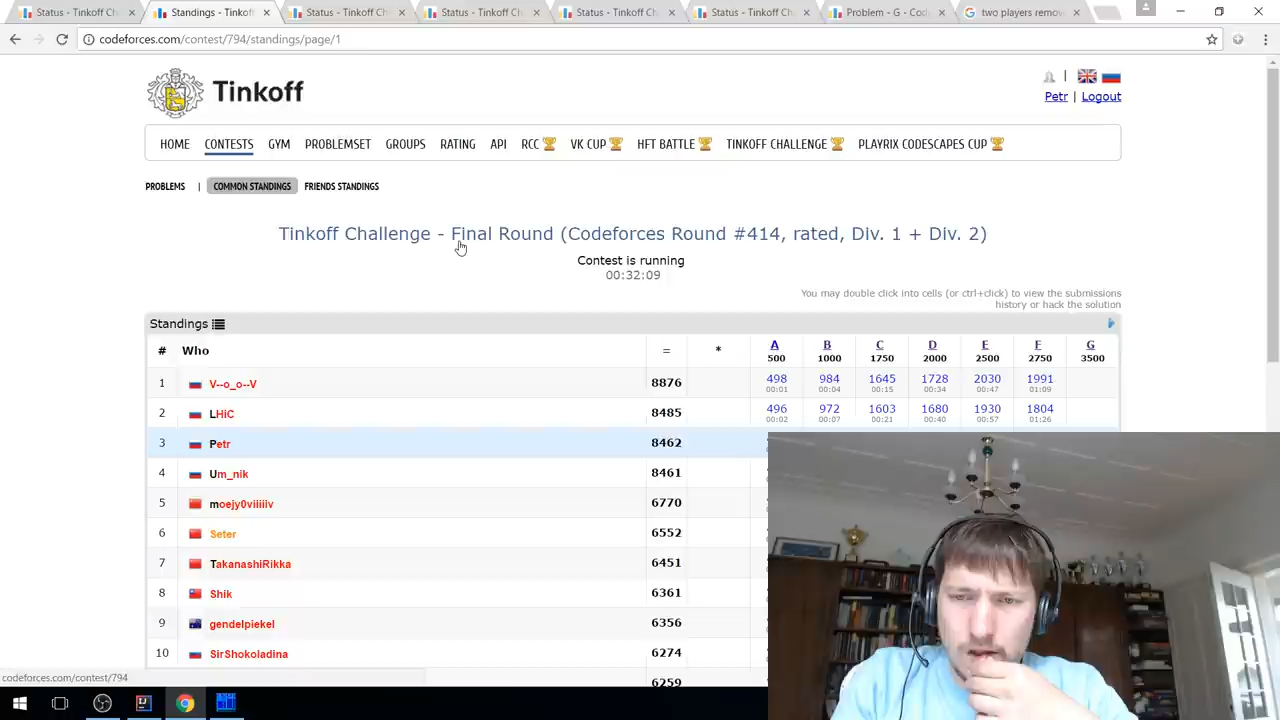 Status - Tinkoff
Standings - Tinkoff
Status - Tinkoff Ch
Status - Tinkoff Ch
Status - Tinkoff Ch
Status - Tinkoff Ch
Problem - G - Cod
two players remov
codeforces.com/contest/794/standings/page/1
Tinkoff
Petr | Logout
HOME CONTESTS GYM PROBLEMSET GROUPS RATING API RCC VK CUP HFT BATTLE TINKOFF CHALLENGE PLAYRIX CODESCAPES CUP
PROBLEMS | COMMON STANDINGS FRIENDS STANDINGS
Tinkoff Challenge - Final Round (Codeforces Round #414, rated, Div. 1 + Div. 2)
Contest is running
00:32:09
You may double click into cells (or ctrl+click) to view the submissions
history or hack the solution
Standings
# Who = * A B C D E F G
500 1000 1750 2000 2500 2750 3500
1 V--o_o--V 8876 498 984 1645 1728 2030 1991
00:01 00:04 00:15 00:34 00:47 01:09
2 LHiC 8485 496 972 1603 1680 1930 1804
00:02 00:07 00:21 00:40 00:57 01:26
3 Petr 8462
4 Um_nik 8461
5 moejy0viiiiiv 6770
6 Seter 6552
7 TakanashiRikka 6451
8 Shik 6361
9 gendelpiekel 6356
10 SirShokoladina 6274
6259
codeforces.com/contest/794